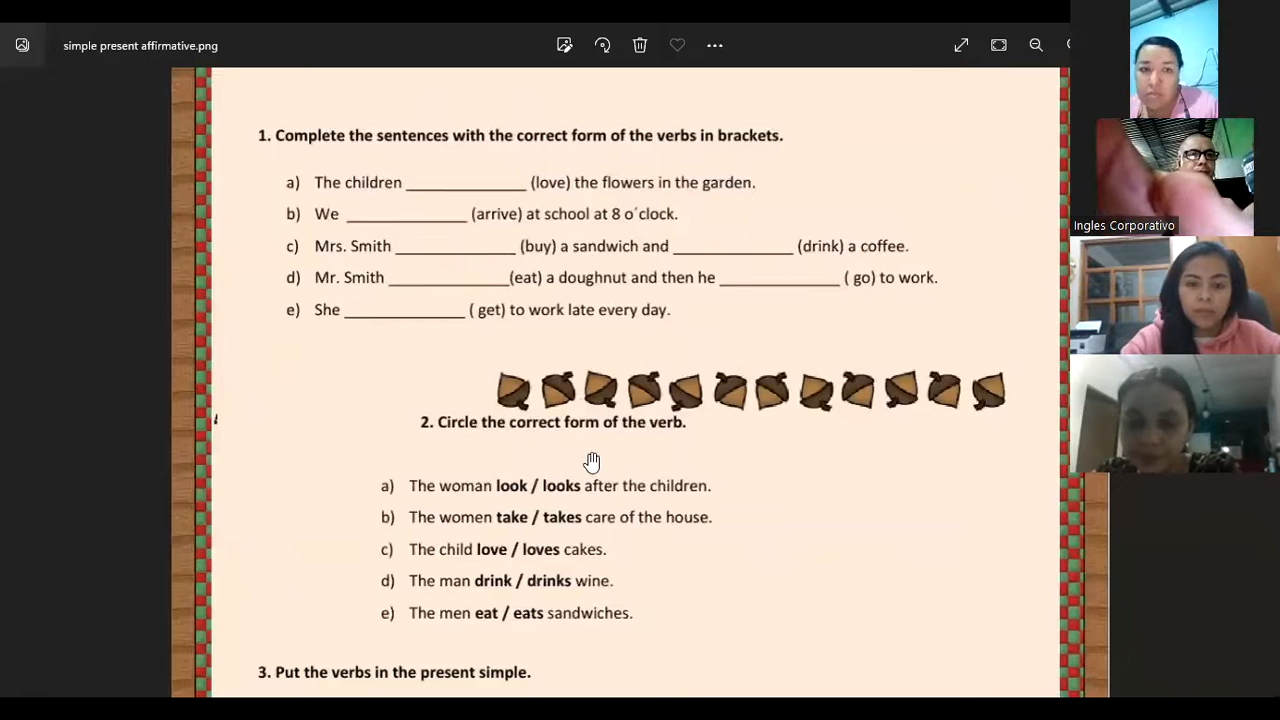 simple present affirmative.png
1. Complete the sentences with the correct form of the verbs in brackets.
a) The children ______________ (love) the flowers in the garden.
b) We ______________ (arrive) at school at 8 o´clock.
c) Mrs. Smith ______________ (buy) a sandwich and ______________ (drink) a coffee.
d) Mr. Smith ______________(eat) a doughnut and then he ______________ ( go) to work.
e) She ______________ ( get) to work late every day.
2. Circle the correct form of the verb.
a) The woman look / looks after the children.
b) The women take / takes care of the house.
c) The child love / loves cakes.
d) The man drink / drinks wine.
e) The men eat / eats sandwiches.
3. Put the verbs in the present simple.
Ingles Corporativo